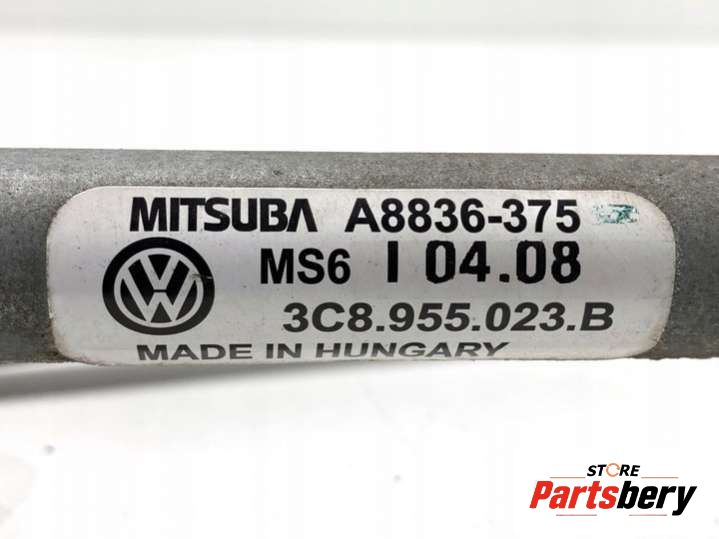 MITSUBA A8836-375
MS6 I 04.08
3C8.955.023.B
MADE IN HUNGARY
STORE
Partsbery